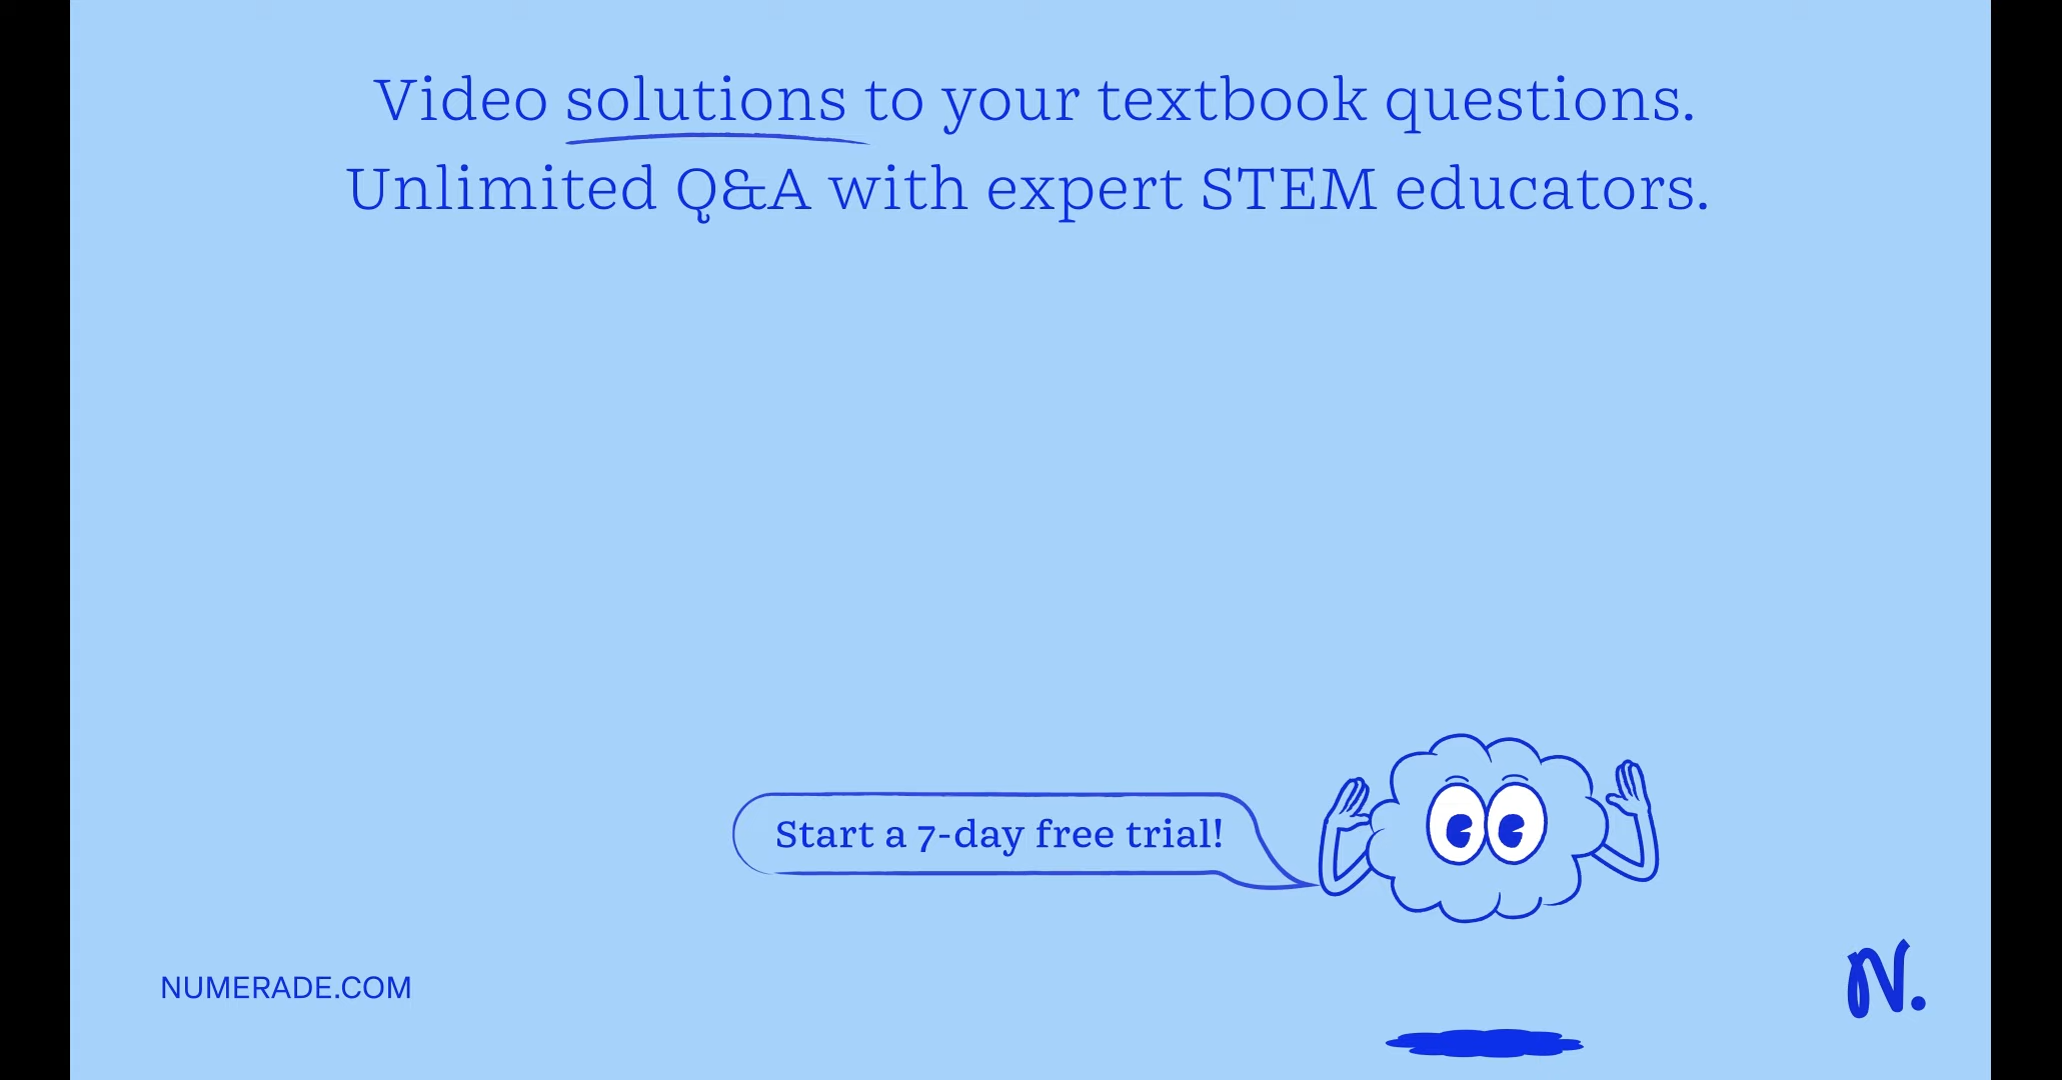 Video solutions to your textbook questions.
Unlimited Q&A with expert STEM educators.
Start a 7-day free trial!
NUMERADE.COM
N.